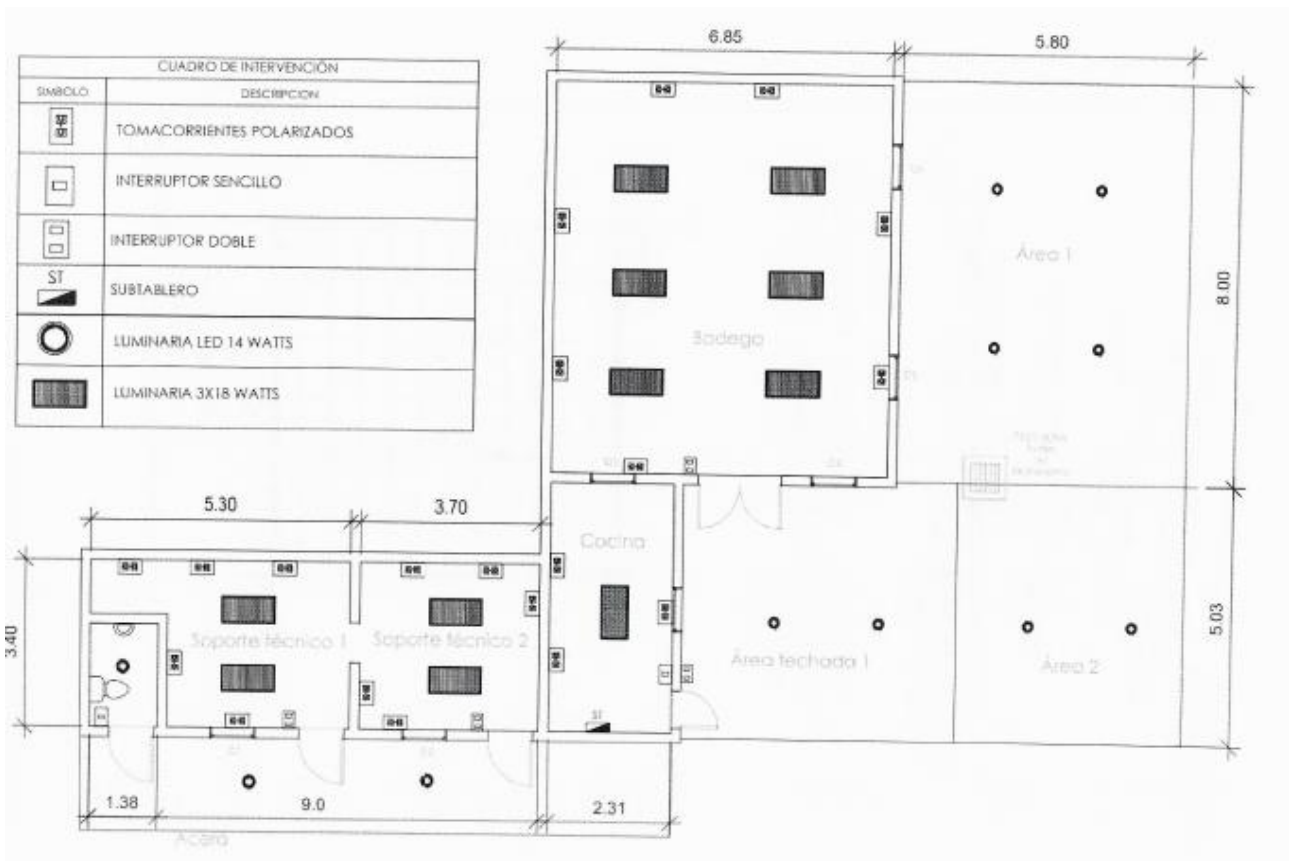 CUADRO DE INTERVENCIÓN
SIMBOLO DESCRIPCION
TOMACORRIENTES POLARIZADOS
INTERRUPTOR SENCILLO
INTERRUPTOR DOBLE
ST
SUBTABLERO
LUMINARIA LED 14 WATTS
LUMINARIA 3X18 WATTS
6.85
5.80
Área 1
8.00
Bodega
5.30
3.70
Cocina
3.40
Soporte técnico 1
Soporte técnico 2
Área techada 1
Área 2
5.03
ST
1.38
9.0
2.31
Acera